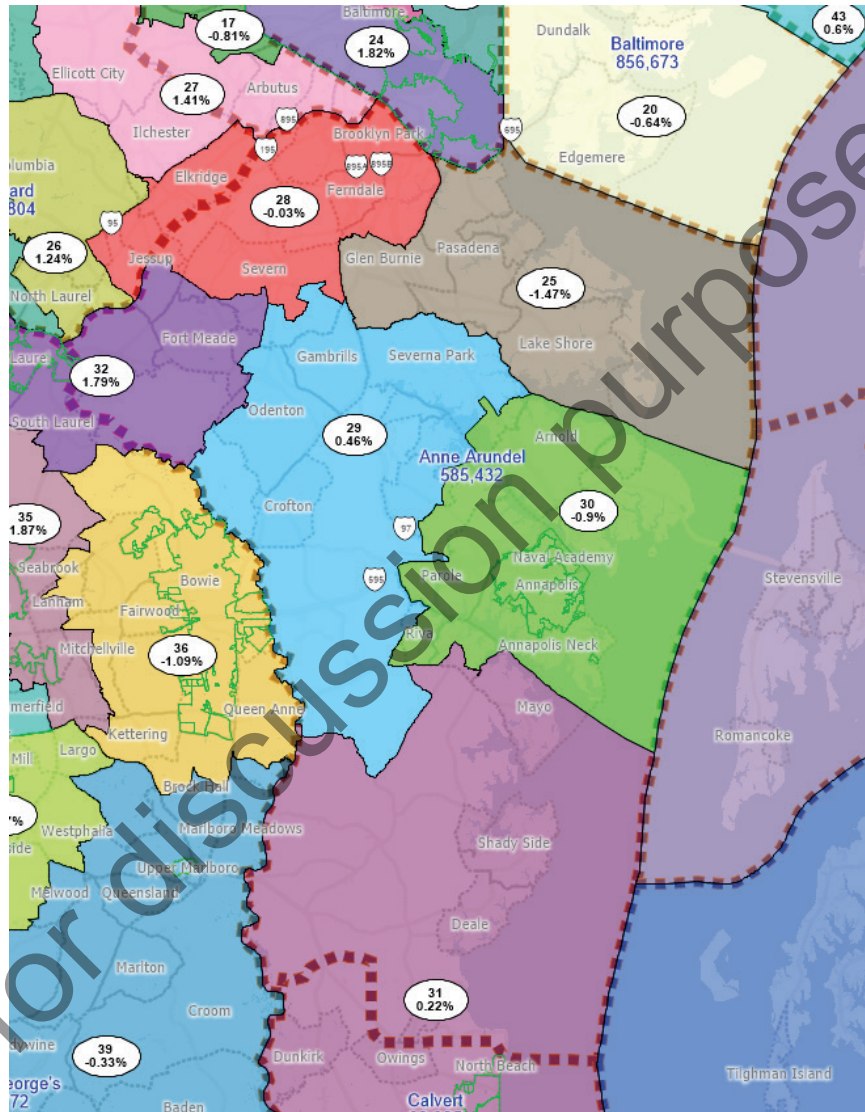 17
-0.81%
Baltimore
24
1.82%
43
0.6%
Dundalk
Baltimore
856,673
Ellicott City
27
1.41%
Arbutus
20
-0.64%
Ilchester
895
Brooklyn Park
695
195
Edgemere
895A
895B
Elkridge
Ferndale
28
-0.03%
95
26
1.24%
Jessup
Severn
Glen Burnie
Pasadena
25
-1.47%
North Laurel
Fort Meade
Lake Shore
Gambrills
Severna Park
32
1.79%
South Laurel
Odenton
29
0.46%
Arnold
Anne Arundel
585,432
Crofton
97
30
-0.9%
35
Seabrook
Lanham
Bowie
Fairwood
595
Parole
Naval Academy
Annapolis
Stevensville
Mitchellville
36
-1.09%
Riva
Annapolis Neck
Queen Anne
Mayo
Kettering
Largo
Romancoke
Brock Hall
Westphalia
Marlboro Meadows
Shady Side
Upper Marlboro
Melwood
Queensland
Deale
Marlton
31
0.22%
Croom
39
-0.33%
Dunkirk
Owings
North Beach
Tilghman Island
Calvert
Baden
for discussion purpose